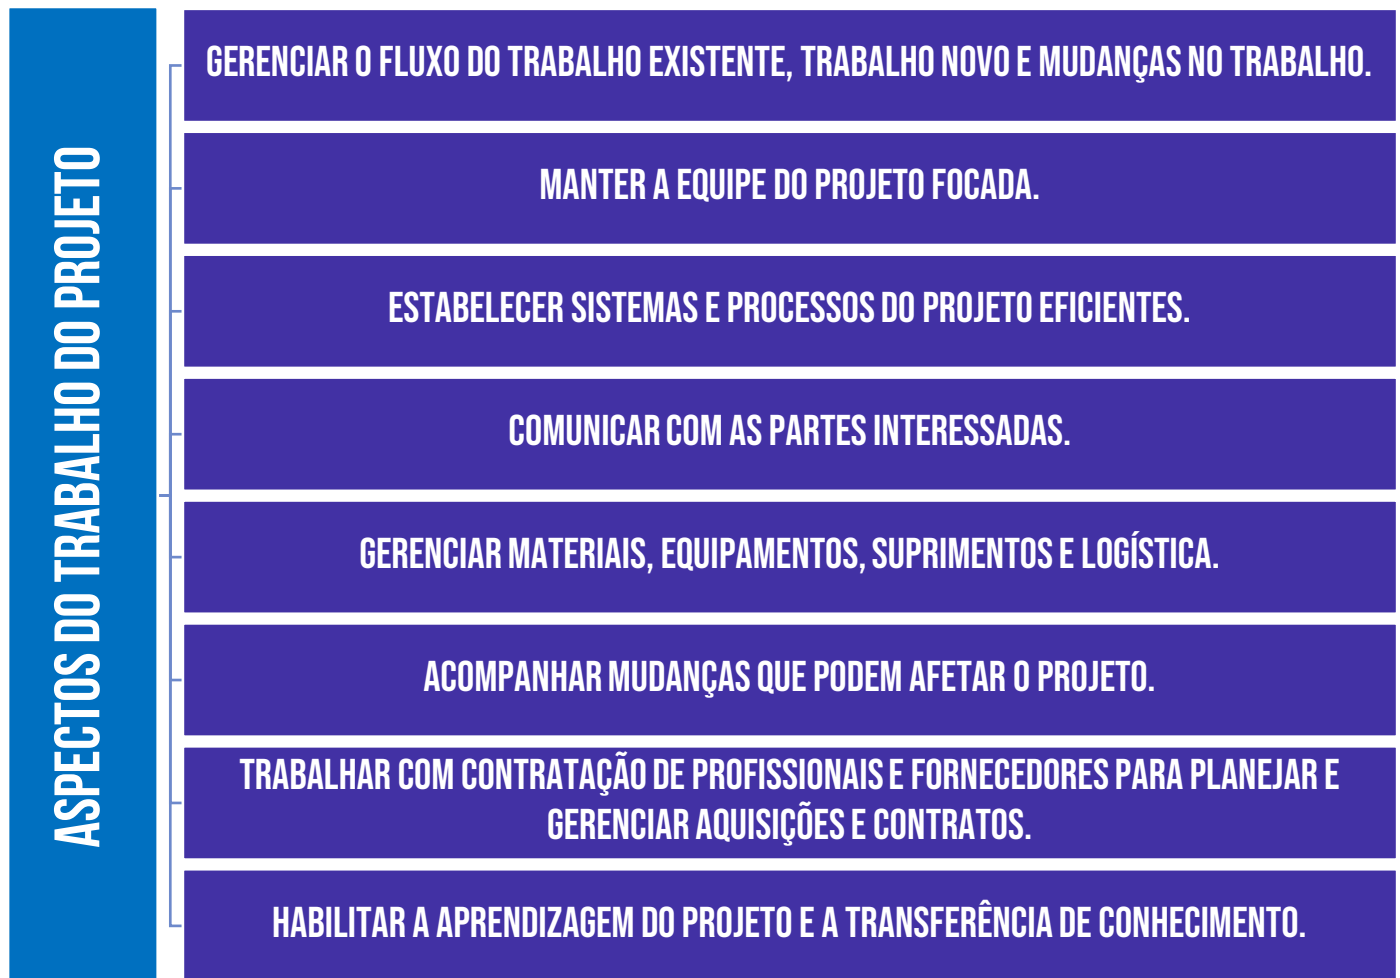 ASPECTOS DO TRABALHO DO PROJETO
GERENCIAR O FLUXO DO TRABALHO EXISTENTE, TRABALHO NOVO E MUDANÇAS NO TRABALHO.
MANTER A EQUIPE DO PROJETO FOCADA.
ESTABELECER SISTEMAS E PROCESSOS DO PROJETO EFICIENTES.
COMUNICAR COM AS PARTES INTERESSADAS.
GERENCIAR MATERIAIS, EQUIPAMENTOS, SUPRIMENTOS E LOGÍSTICA.
ACOMPANHAR MUDANÇAS QUE PODEM AFETAR O PROJETO.
TRABALHAR COM CONTRATAÇÃO DE PROFISSIONAIS E FORNECEDORES PARA PLANEJAR E
GERENCIAR AQUISIÇÕES E CONTRATOS.
HABILITAR A APRENDIZAGEM DO PROJETO E A TRANSFERÊNCIA DE CONHECIMENTO.